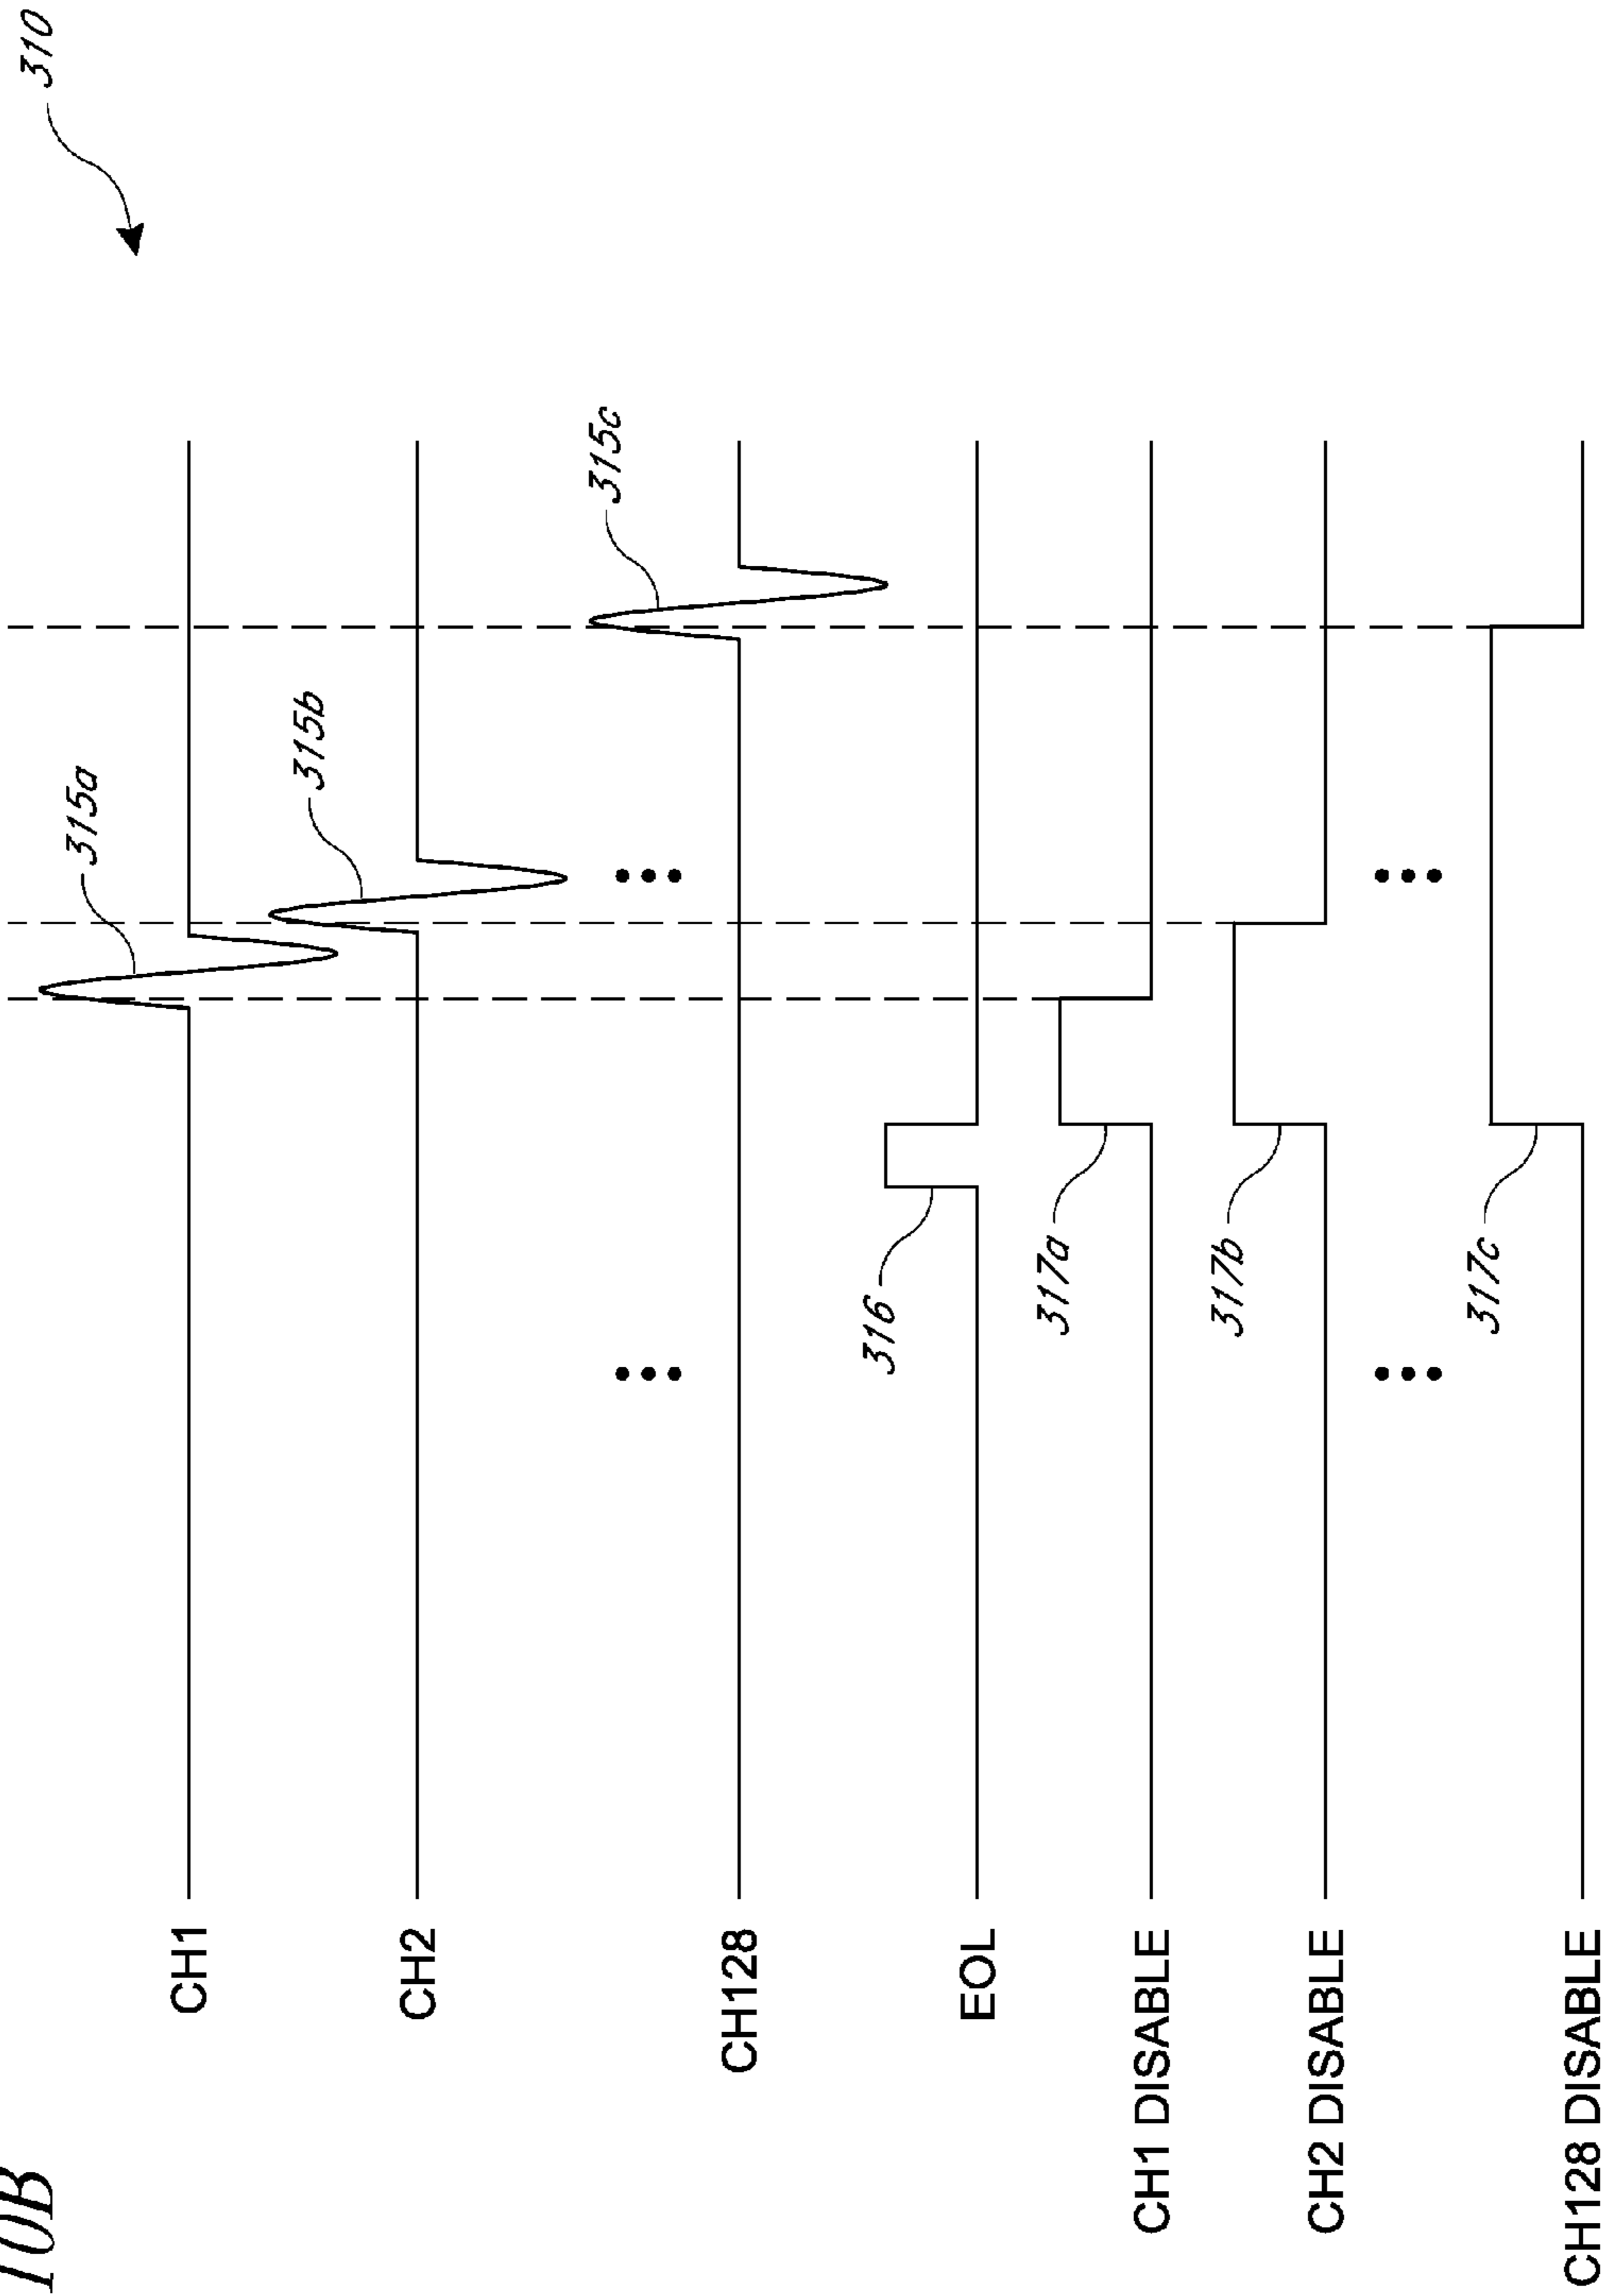 10B
310
CH1
315a
CH2
315b
CH128
315c
EOL
316
CH1 DISABLE
317a
CH2 DISABLE
317b
CH128 DISABLE
317c